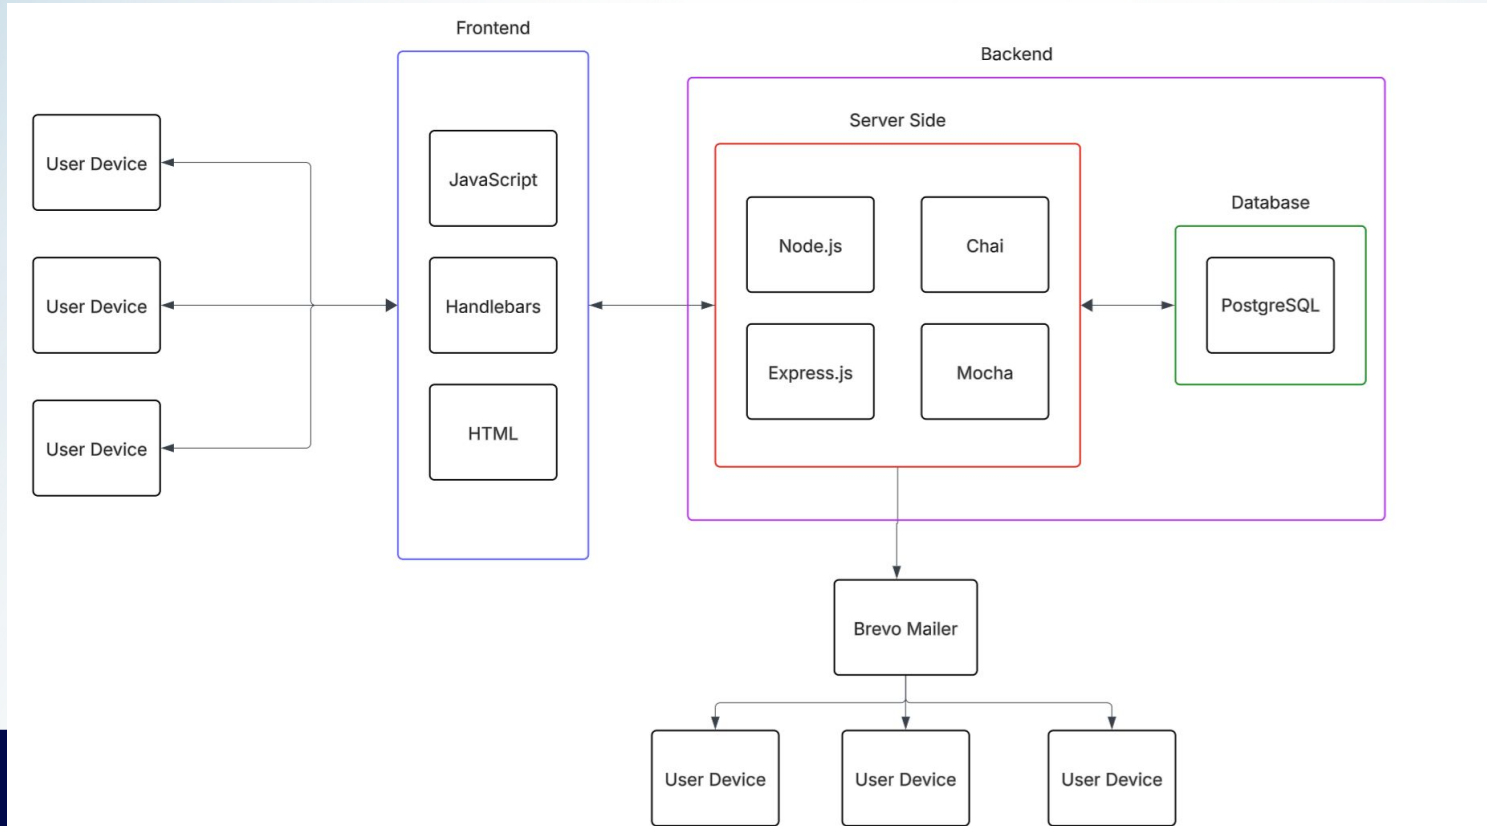 Frontend
Backend
Server Side
Database
User Device
User Device
User Device
JavaScript
Handlebars
HTML
Node.js
Chai
Express.js
Mocha
PostgreSQL
Brevo Mailer
User Device
User Device
User Device